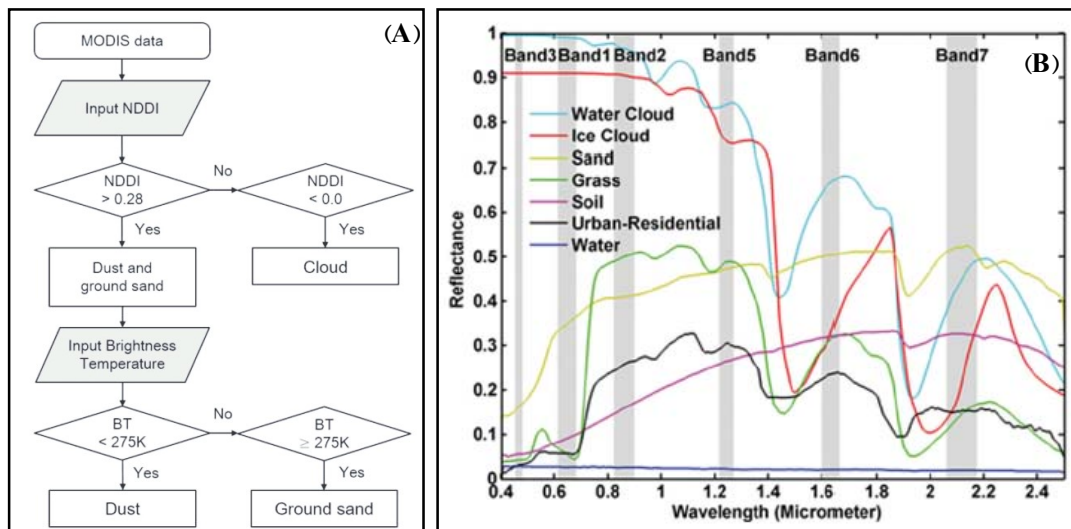 (A)
MODIS data
Input NDDI
NDDI
> 0.28
No
NDDI
< 0.0
Yes
Yes
Dust and
ground sand
Cloud
Input Brightness
Temperature
BT
< 275K
No
BT
≥ 275K
Yes
Yes
Dust
Ground sand
(B)
Band3 Band1 Band2 Band5 Band6 Band7
Water Cloud
Ice Cloud
Sand
Grass
Soil
Urban-Residential
Water
Reflectance
1
0.9
0.8
0.7
0.6
0.5
0.4
0.3
0.2
0.1
0
0.4 0.6 0.8 1 1.2 1.4 1.6 1.8 2 2.2 2.4
Wavelength (Micrometer)